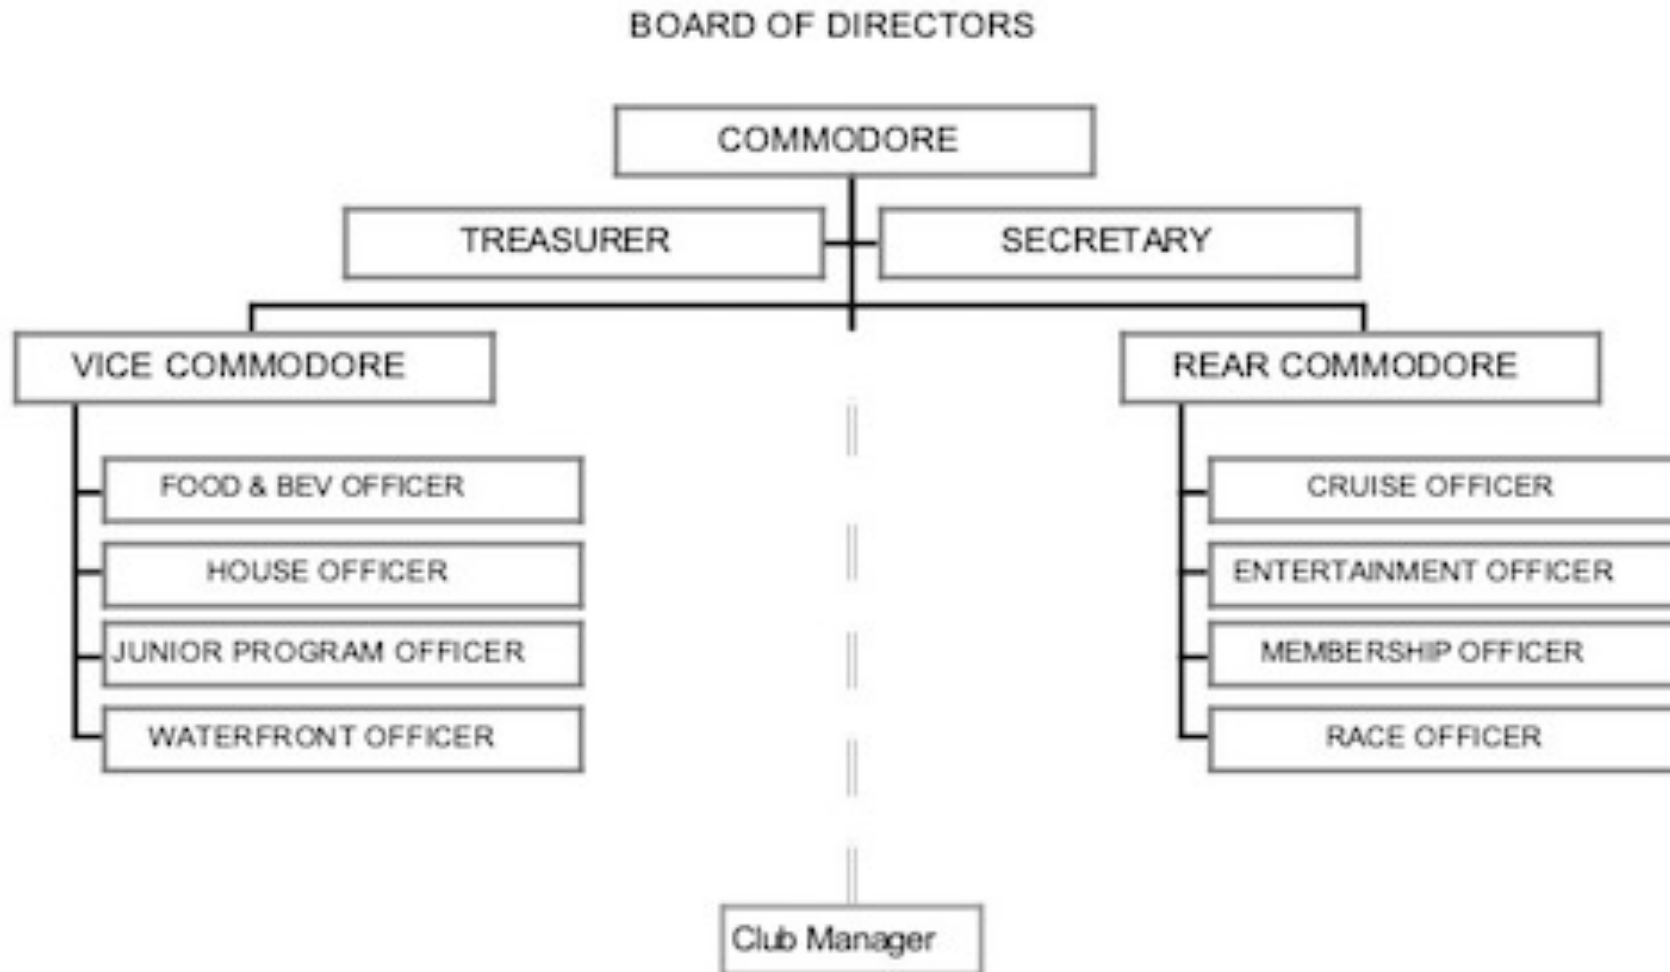 BOARD OF DIRECTORS
COMMODORE
TREASURER
SECRETARY
VICE COMMODORE
FOOD & BEV OFFICER
HOUSE OFFICER
JUNIOR PROGRAM OFFICER
WATERFRONT OFFICER
REAR COMMODORE
CRUISE OFFICER
ENTERTAINMENT OFFICER
MEMBERSHIP OFFICER
RACE OFFICER
Club Manager